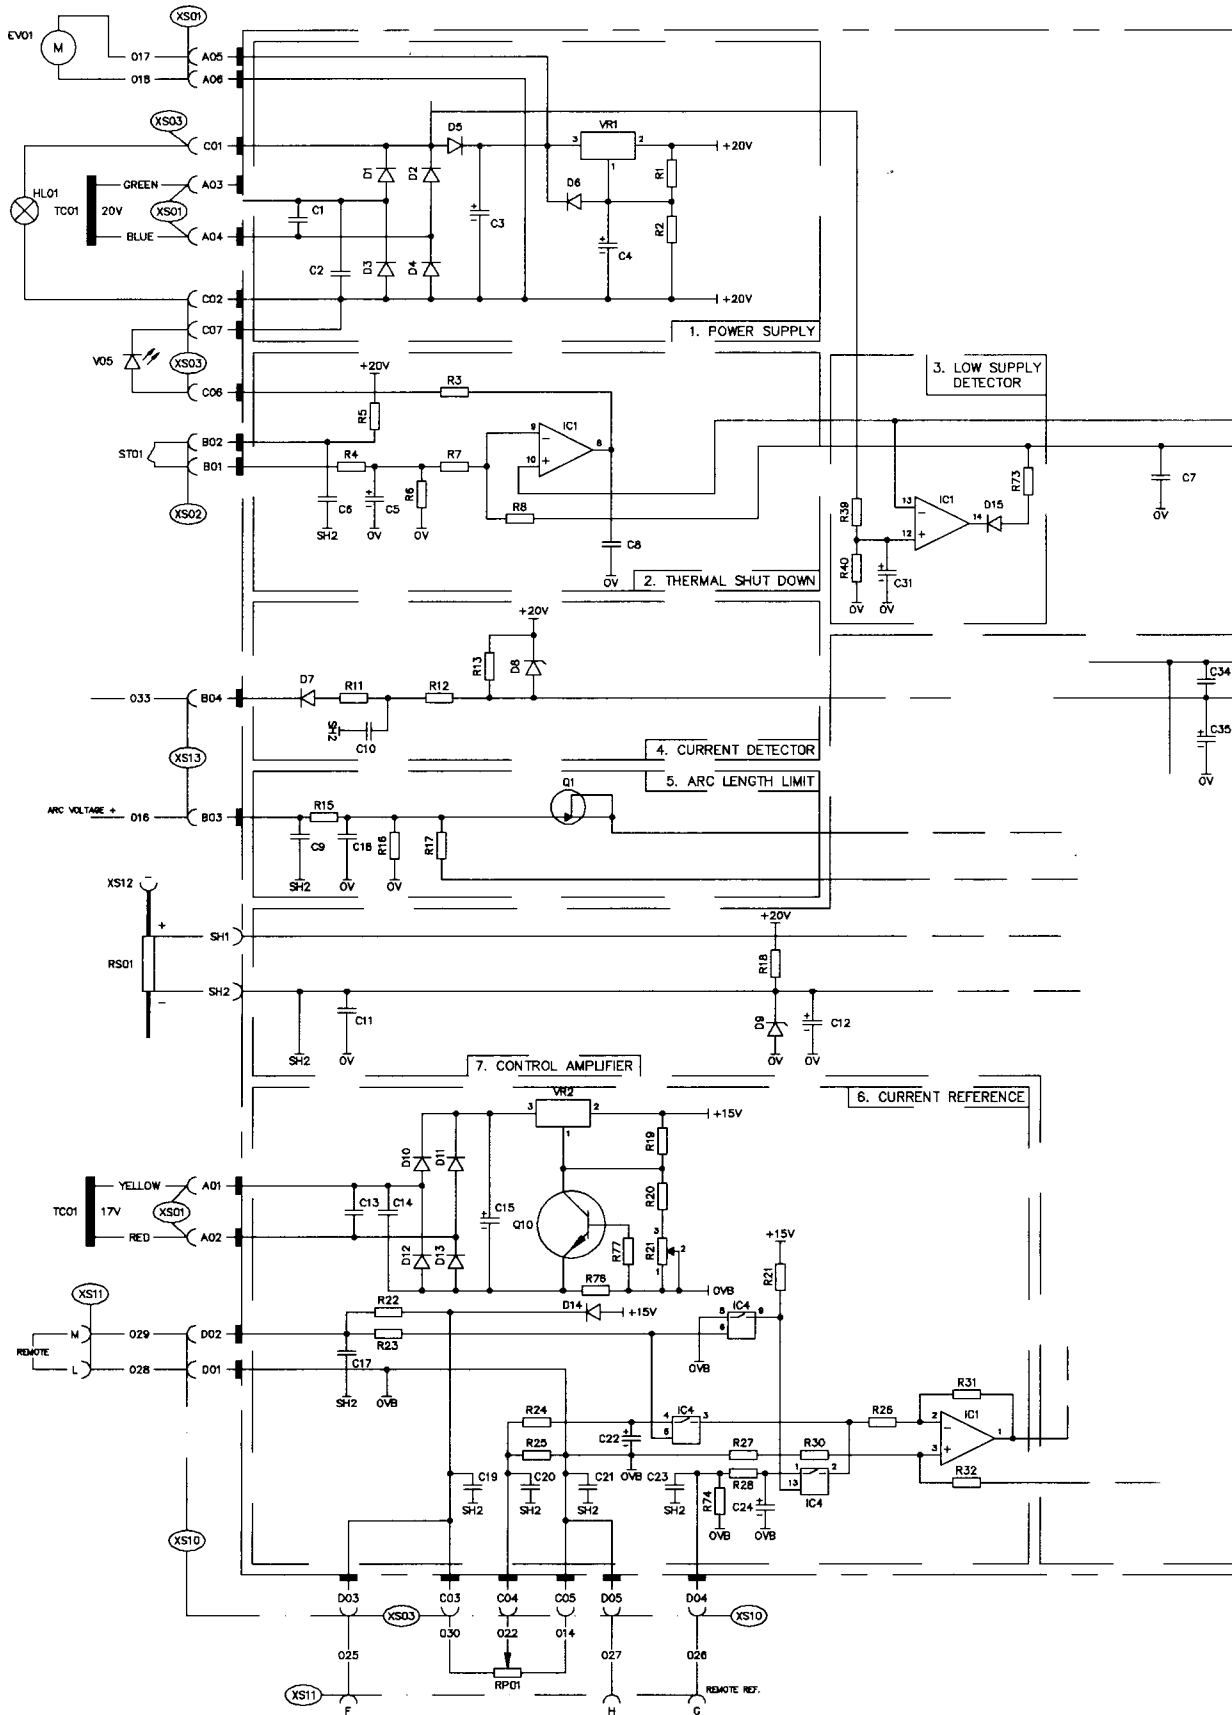 XS01
EV01
M
017
A05
018
A06
XS03
C01
D5
VR1
3
2
1
+20V
D1
D2
R1
GREEN
A03
HL01
TC01
20V
XS01
D6
C1
C3
R2
BLUE
A04
C4
C2
D3
D4
C02
+20V
C07
1. POWER SUPPLY
V05
XS03
+20V
3. LOW SUPPLY
DETECTOR
C06
R3
R5
IC1
9
8
10
B02
ST01
R4
R7
B01
R6
R8
XS02
C6
C5
SH2
0V
0V
C8
0V
R39
13
IC1
14
D15
R73
12
C7
0V
R40
C31
0V
0V
2. THERMAL SHUT DOWN
+20V
R13
D8
D7
R11
R12
033
B04
SH2
C10
C34
C35
0V
XS13
4. CURRENT DETECTOR
5. ARC LENGTH LIMIT
Q1
ARC VOLTAGE +
016
B03
R15
C9
C16
R16
R17
SH2
0V
0V
XS12
+20V
SH1
R18
RS01
SH2
C11
D9
C12
SH2
0V
0V
0V
7. CONTROL AMPLIFIER
6. CURRENT REFERENCE
VR2
3
2
1
+15V
R19
D10
D11
YELLOW
A01
R20
TC01
17V
XS01
C13
C14
C15
Q10
RED
A02
D12
D13
R77
R21
3
2
1
+15V
R21
R76
0VB
XS11
R22
D14
+15V
IC4
8
9
6
M
029
D02
R23
REMOTE
C17
L
028
D01
SH2
0VB
0VB
R31
R24
IC4
4
3
5
R26
IC1
2
1
3
C22
R25
R27
R30
0VB
R32
C19
C20
C21
C23
R28
1
2
13
IC4
SH2
SH2
SH2
SH2
R74
C24
0VB
0VB
XS10
D03
C03
C04
C05
D05
D04
XS03
XS10
030
022
014
025
027
026
RP01
XS11
REMOTE REF.
F
H
G